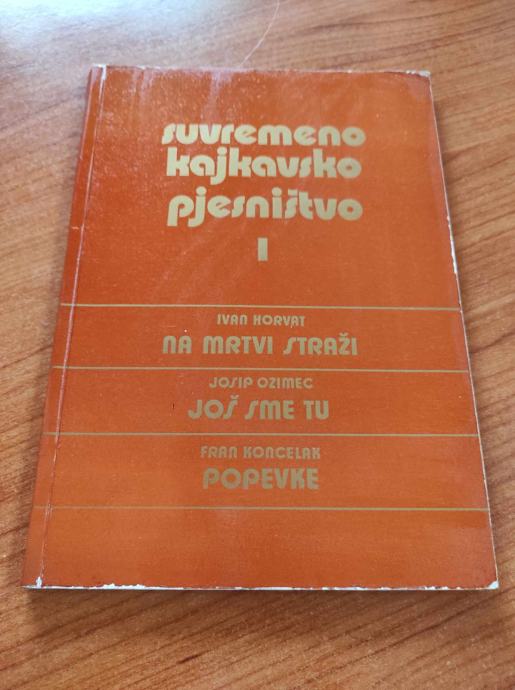 suvremeno
kajkavsko
pjesništvo
I
IVAN HORVAT
NA MRTVI STRAŽI
JOSIP OZIMEC
JOŠ SME TU
FRAN KONCELAK
POPEVKE